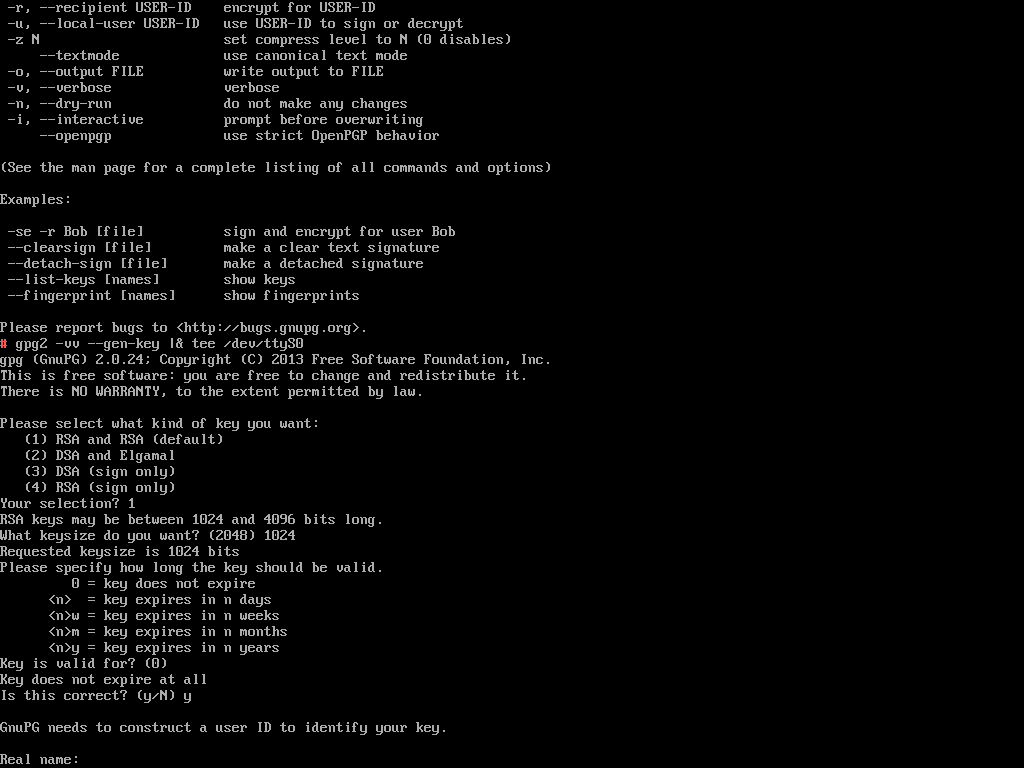 -r, --recipient USER-ID    encrypt for USER-ID
-u, --local-user USER-ID   use USER-ID to sign or decrypt
-z N                       set compress level to N (0 disables)
    --textmode             use canonical text mode
-o, --output FILE          write output to FILE
-v, --verbose              verbose
-n, --dry-run              do not make any changes
-i, --interactive          prompt before overwriting
    --openpgp              use strict OpenPGP behavior

(See the man page for a complete listing of all commands and options)

Examples:

 -se -r Bob [file]          sign and encrypt for user Bob
 --clearsign [file]         make a clear text signature
 --detach-sign [file]       make a detached signature
 --list-keys [names]        show keys
 --fingerprint [names]      show fingerprints

Please report bugs to <http://bugs.gnupg.org>.
# gpg2 -vv --gen-key |& tee /dev/ttyS0
gpg (GnuPG) 2.0.24; Copyright (C) 2013 Free Software Foundation, Inc.
This is free software: you are free to change and redistribute it.
There is NO WARRANTY, to the extent permitted by law.

Please select what kind of key you want:
   (1) RSA and RSA (default)
   (2) DSA and Elgamal
   (3) DSA (sign only)
   (4) RSA (sign only)
Your selection? 1
RSA keys may be between 1024 and 4096 bits long.
What keysize do you want? (2048) 1024
Requested keysize is 1024 bits
Please specify how long the key should be valid.
         0 = key does not expire
      <n>  = key expires in n days
      <n>w = key expires in n weeks
      <n>m = key expires in n months
      <n>y = key expires in n years
Key is valid for? (0)
Key does not expire at all
Is this correct? (y/N) y

GnuPG needs to construct a user ID to identify your key.

Real name: